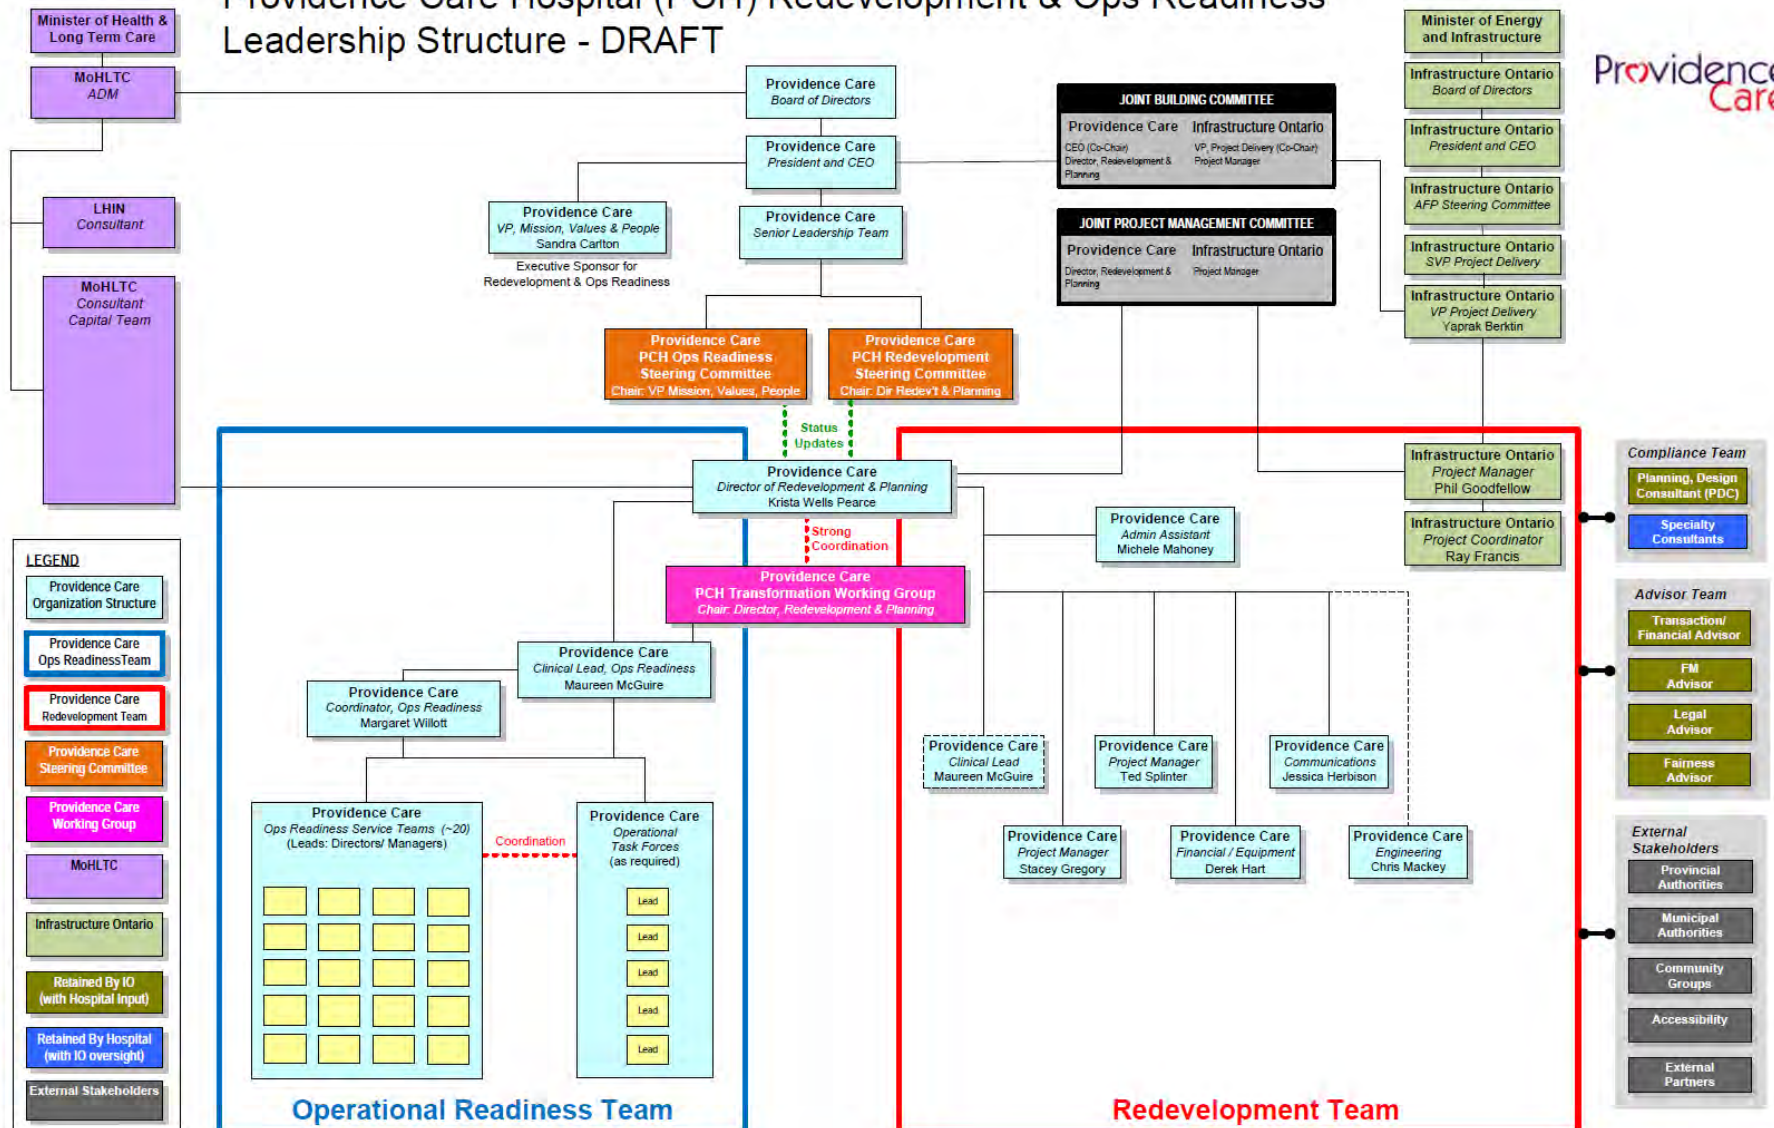 Providence Care Hospital (PCH) Redevelopment & Ops Readiness
Leadership Structure - DRAFT
Providence
Care
Minister of Health &
Long Term Care
MoHLTC
ADM
LHIN
Consultant
MoHLTC
Consultant
Capital Team
Providence Care
Board of Directors
Providence Care
President and CEO
Providence Care
VP, Mission, Values & People
Sandra Carlton
Executive Sponsor for
Redevelopment & Ops Readiness
Providence Care
Senior Leadership Team
JOINT BUILDING COMMITTEE
Providence Care
CEO (Co-Chair)
Director, Redevelopment &
Planning
Infrastructure Ontario
VP, Project Delivery (Co-Chair)
Project Manager
JOINT PROJECT MANAGEMENT COMMITTEE
Providence Care
Director, Redevelopment &
Planning
Infrastructure Ontario
Project Manager
Minister of Energy
and Infrastructure
Infrastructure Ontario
Board of Directors
Infrastructure Ontario
President and CEO
Infrastructure Ontario
AFP Steering Committee
Infrastructure Ontario
SVP Project Delivery
Infrastructure Ontario
VP Project Delivery
Yaprak Berktin
Providence Care
PCH Ops Readiness
Steering Committee
Chair: VP Mission, Values, People
Providence Care
PCH Redevelopment
Steering Committee
Chair: Dir Redev't & Planning
Status
Updates
Providence Care
Director of Redevelopment & Planning
Krista Wells Pearce
Strong
Coordination
Providence Care
PCH Transformation Working Group
Chair: Director, Redevelopment & Planning
Providence Care
Clinical Lead, Ops Readiness
Maureen McGuire
Providence Care
Coordinator, Ops Readiness
Margaret Willott
Providence Care
Ops Readiness Service Teams (~20)
(Leads: Directors/ Managers)
Coordination
Providence Care
Operational
Task Forces
(as required)
Lead
Lead
Lead
Lead
Lead
Operational Readiness Team
Infrastructure Ontario
Project Manager
Phil Goodfellow
Infrastructure Ontario
Project Coordinator
Ray Francis
Providence Care
Admin Assistant
Michele Mahoney
Providence Care
Clinical Lead
Maureen McGuire
Providence Care
Project Manager
Ted Splinter
Providence Care
Communications
Jessica Herbison
Providence Care
Project Manager
Stacey Gregory
Providence Care
Financial / Equipment
Derek Hart
Providence Care
Engineering
Chris Mackey
Redevelopment Team
Compliance Team
Planning, Design
Consultant (PDC)
Specialty
Consultants
Advisor Team
Transaction/
Financial Advisor
FM
Advisor
Legal
Advisor
Fairness
Advisor
External
Stakeholders
Provincial
Authorities
Municipal
Authorities
Community
Groups
Accessibility
External
Partners
LEGEND
Providence Care
Organization Structure
Providence Care
Ops ReadinessTeam
Providence Care
Redevelopment Team
Providence Care
Steering Committee
Providence Care
Working Group
MoHLTC
Infrastructure Ontario
Retained By IO
(with Hospital Input)
Retained By Hospital
(with IO oversight)
External Stakeholders